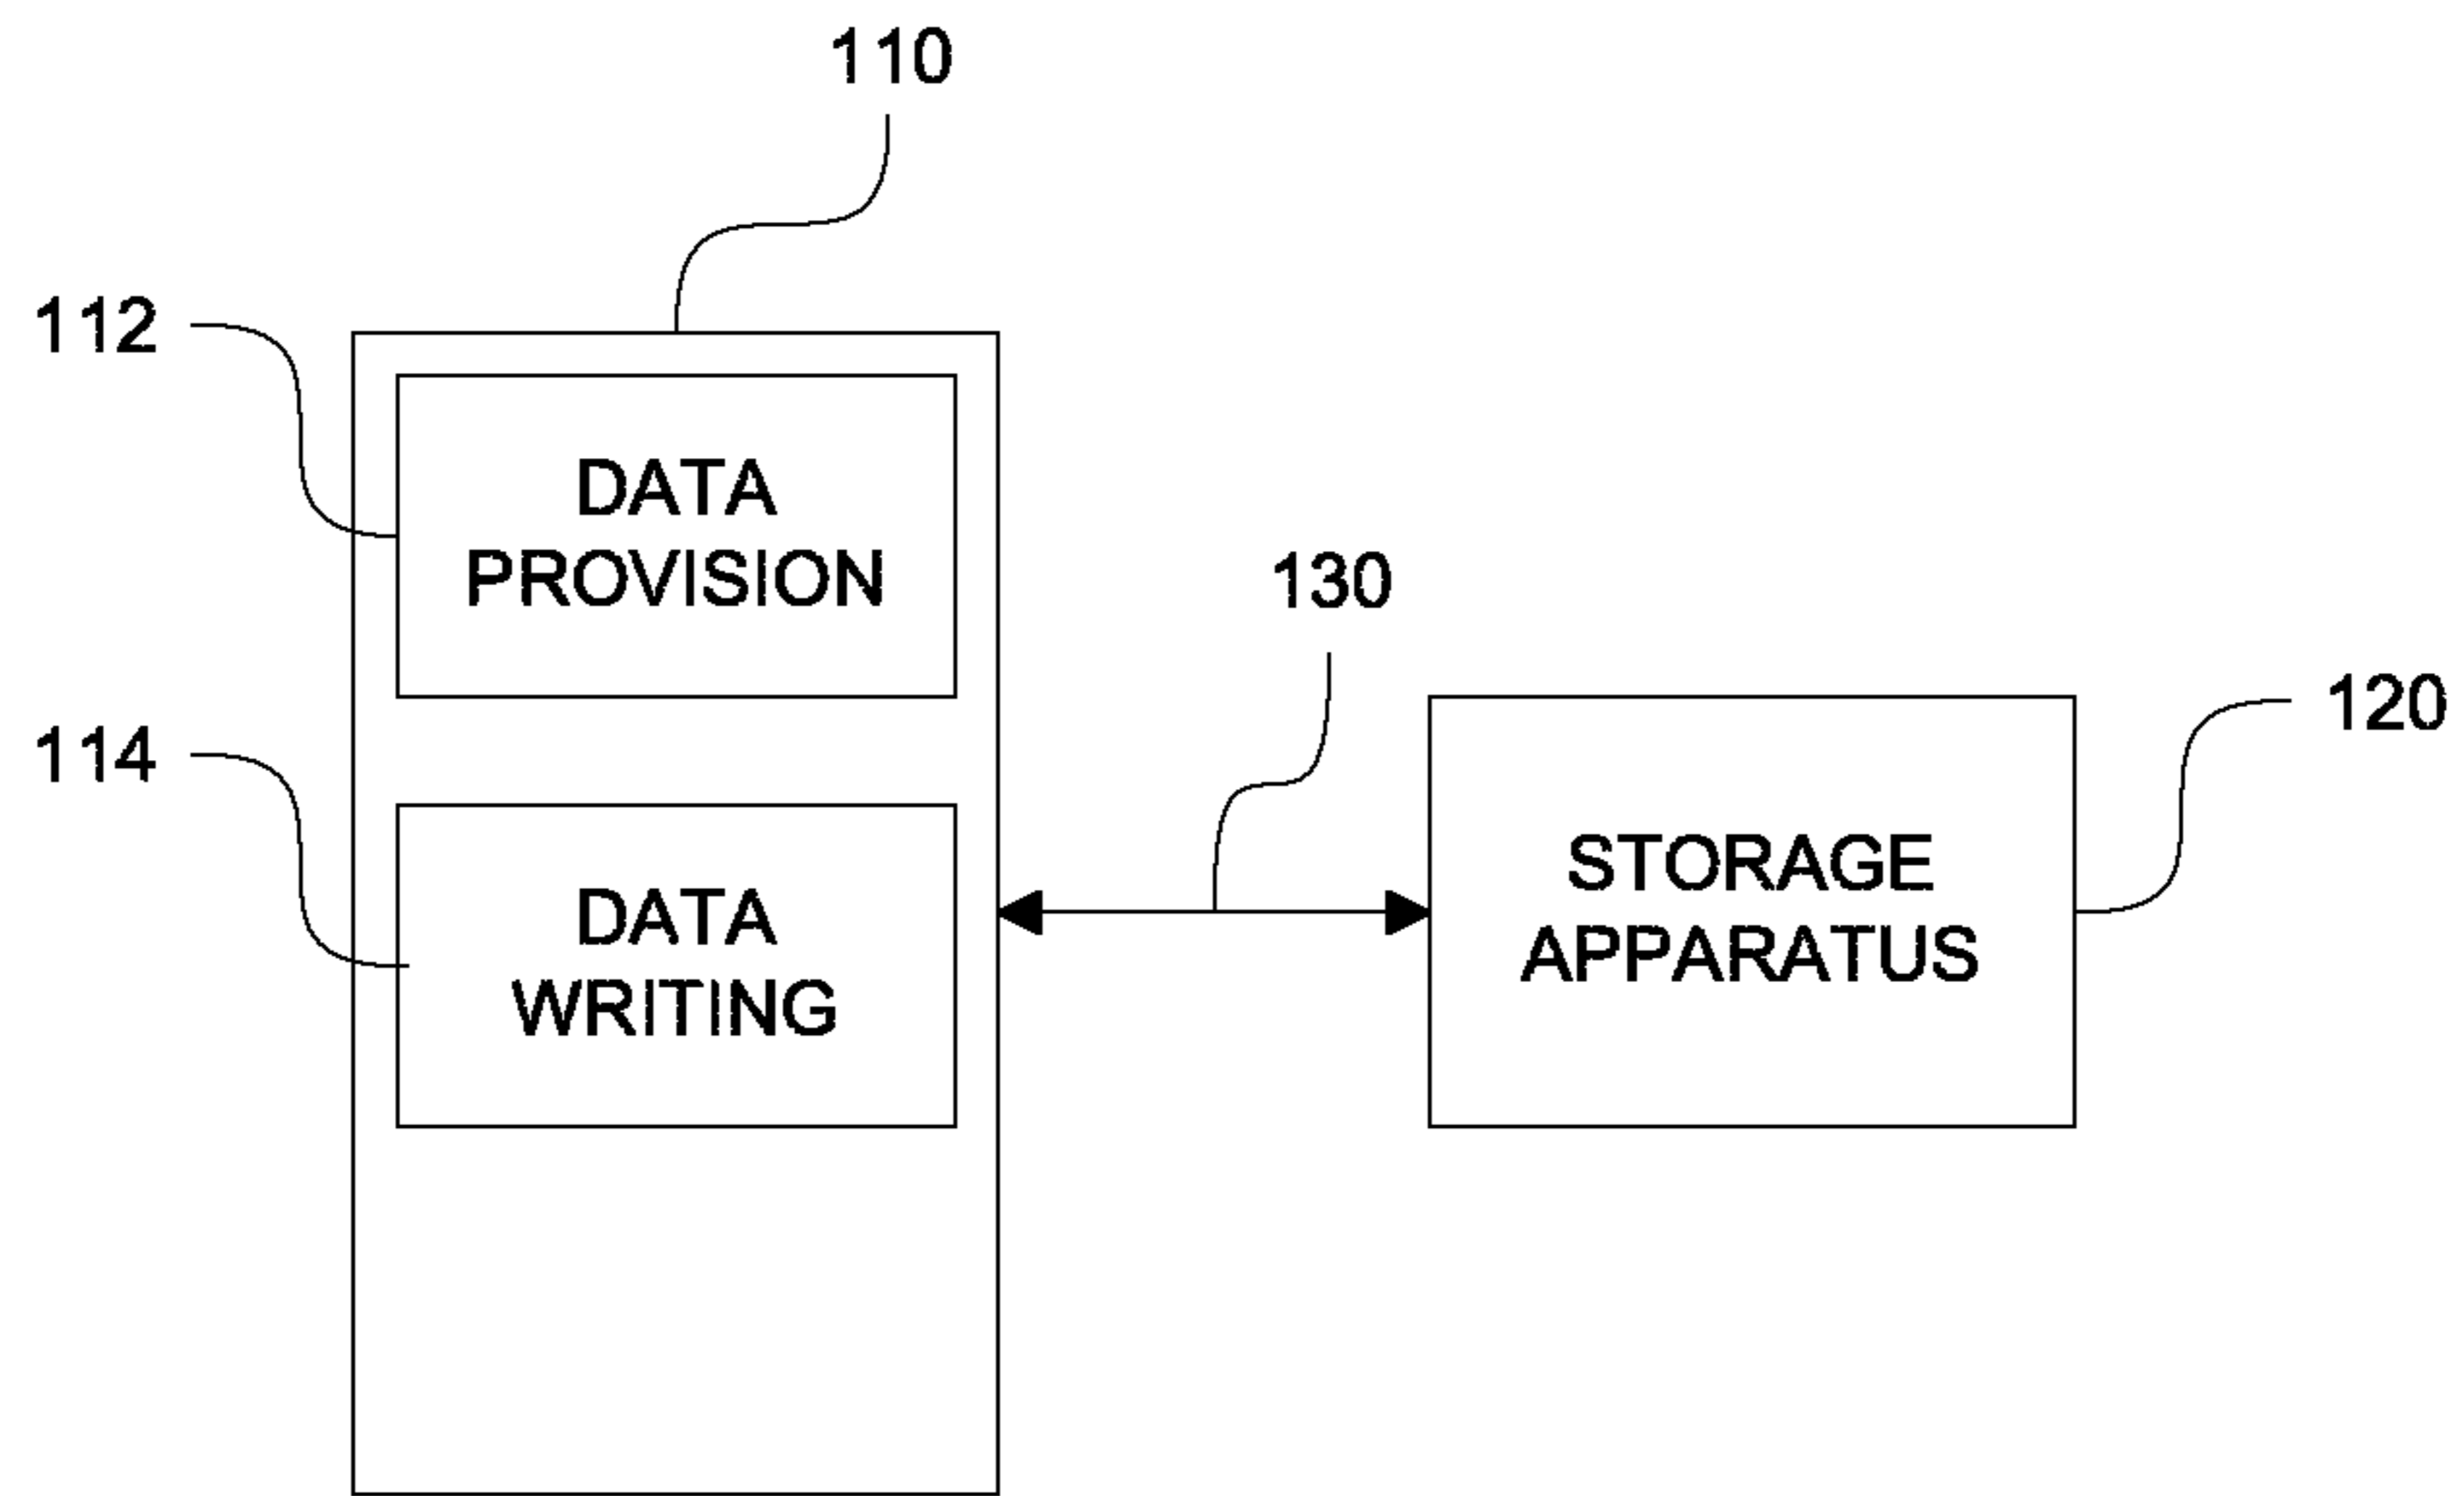 110
112
DATA
PROVISION
130
120
114
STORAGE
APPARATUS
DATA
WRITING